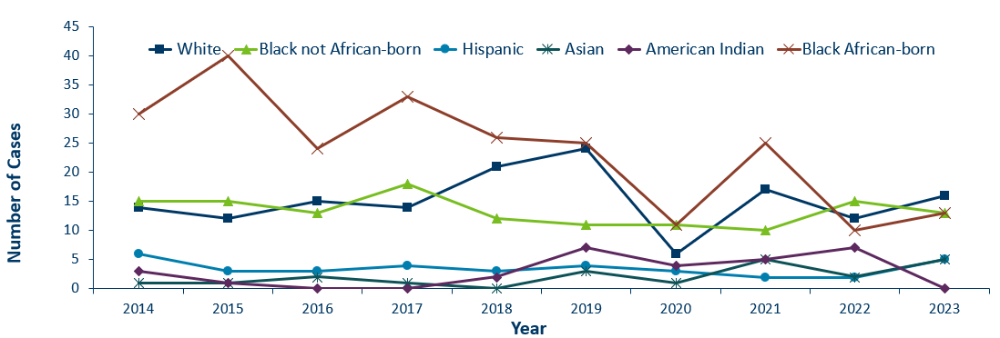 White Black not African-born Hispanic Asian American Indian Black African-born
45
40
35
30
25
20
15
10
5
0
Number of Cases
2014 2015 2016 2017 2018 2019 2020 2021 2022 2023
Year